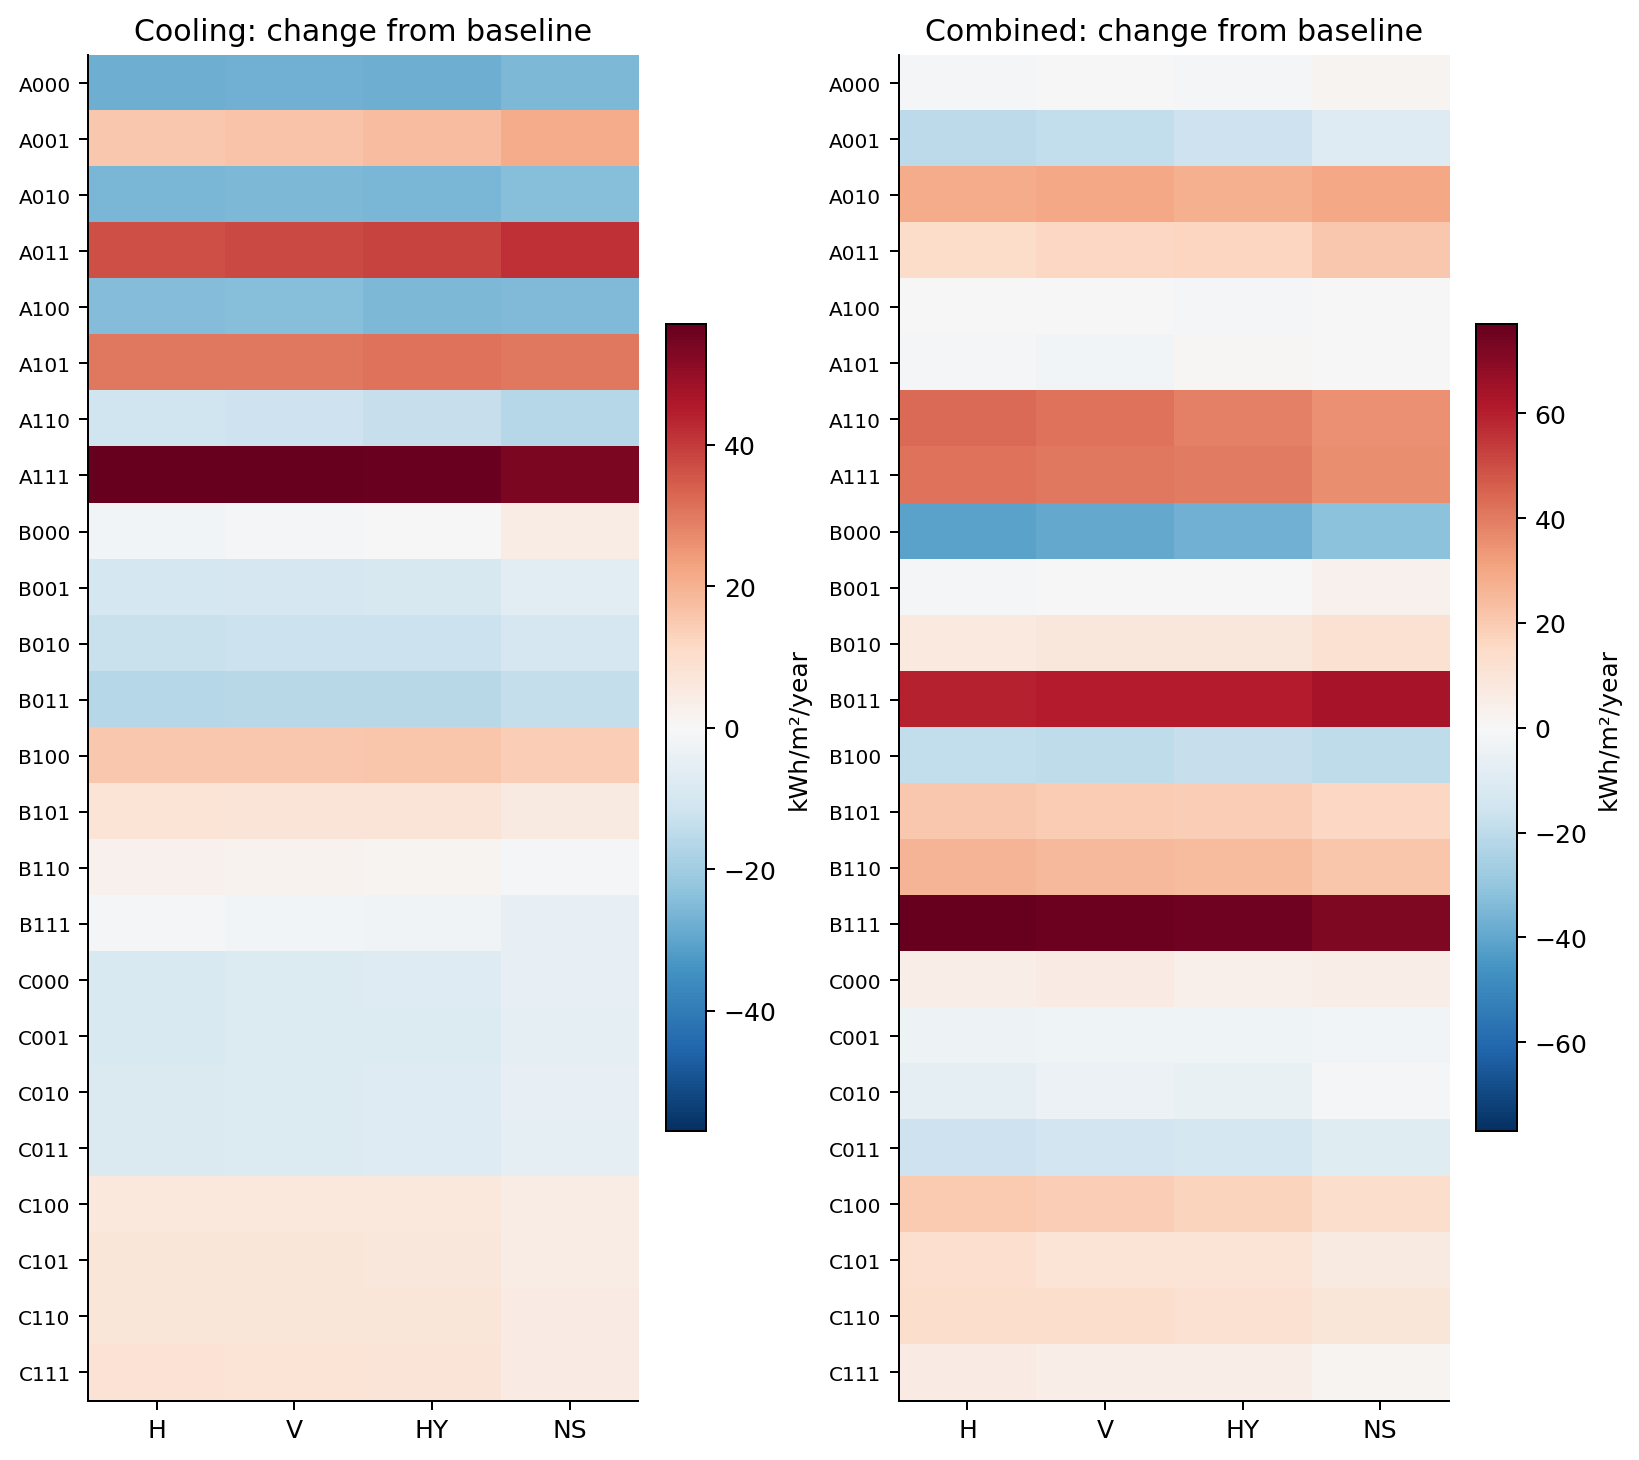 Cooling: change from baseline
A000
A001
A010
A011
A100
A101
A110
A111
B000
B001
B010
B011
B100
B101
B110
B111
C000
C001
C010
C011
C100
C101
C110
C111
H V HY NS
40
20
0
−20
−40
kWh/m²/year
Combined: change from baseline
A000
A001
A010
A011
A100
A101
A110
A111
B000
B001
B010
B011
B100
B101
B110
B111
C000
C001
C010
C011
C100
C101
C110
C111
H V HY NS
60
40
20
0
−20
−40
−60
kWh/m²/year